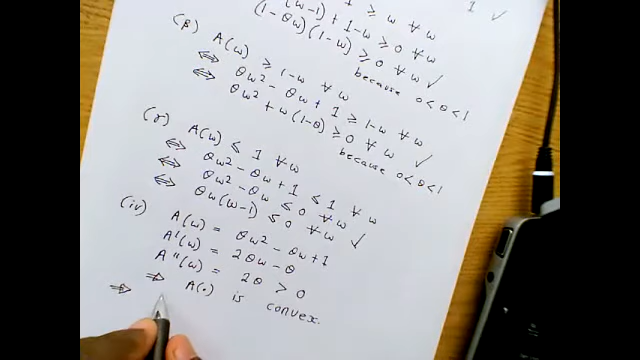 (w-1) + 1-w ≥ w ∀ w
(1-θw)(1-w) ≥ 0 ∀ w
≥ 0 ∀ w ✓
because 0<θ<1
1 ✓
(β) A(w) ≥ 1-w ∀ w
⇔ θw² - θw + 1 ≥ 1-w ∀ w
⇔ θw² + w(1-θ) ≥ 0 ∀ w ✓
because 0<θ<1
(γ) A(w) ≤ 1 ∀ w
⇔ θw² - θw + 1 ≤ 1 ∀ w
⇔ θw² - θw ≤ 0 ∀ w
⇔ θw(w-1) ≤ 0 ∀ w ✓
(iv) A(w) = θw² - θw + 1
A'(w) = 2θw - θ
A''(w) = 2θ > 0
⇒ ⇒ A(.) is convex.